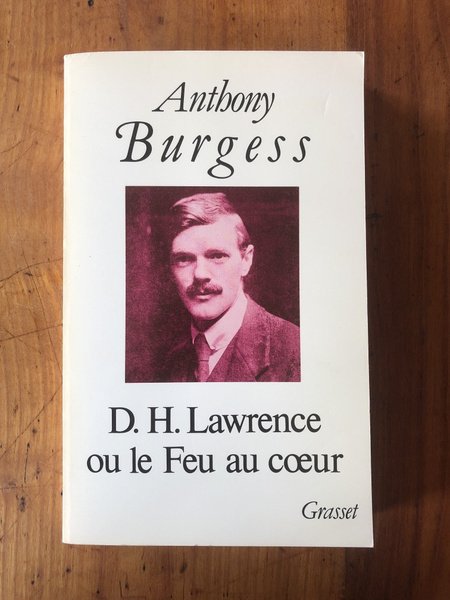 Anthony
Burgess
D. H. Lawrence
ou le Feu au cœur
Grasset